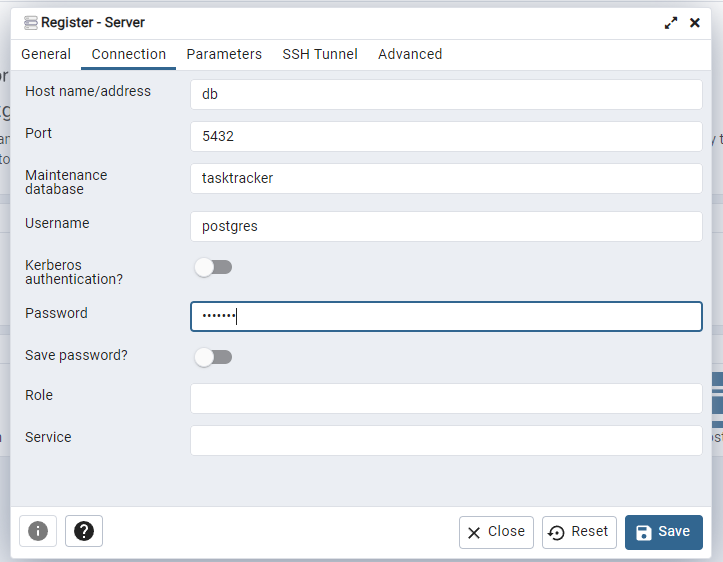 Register - Server
General Connection Parameters SSH Tunnel Advanced
Host name/address db
Port 5432
Maintenance
database tasktracker
Username postgres
Kerberos
authentication?
Password •••••••
Save password?
Role
Service
Close Reset Save